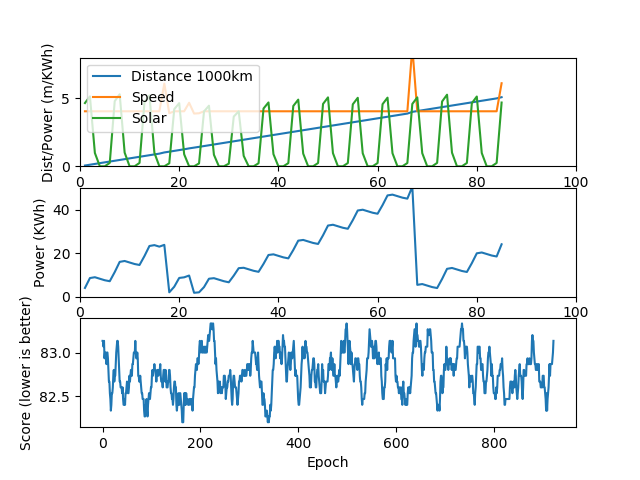 Dist/Power (m/KWh)
5
0
Distance 1000km
Speed
Solar
0 20 40 60 80 100
Power (KWh)
40
20
0
0 20 40 60 80 100
Score (lower is better)
83.0
82.5
0 200 400 600 800
Epoch